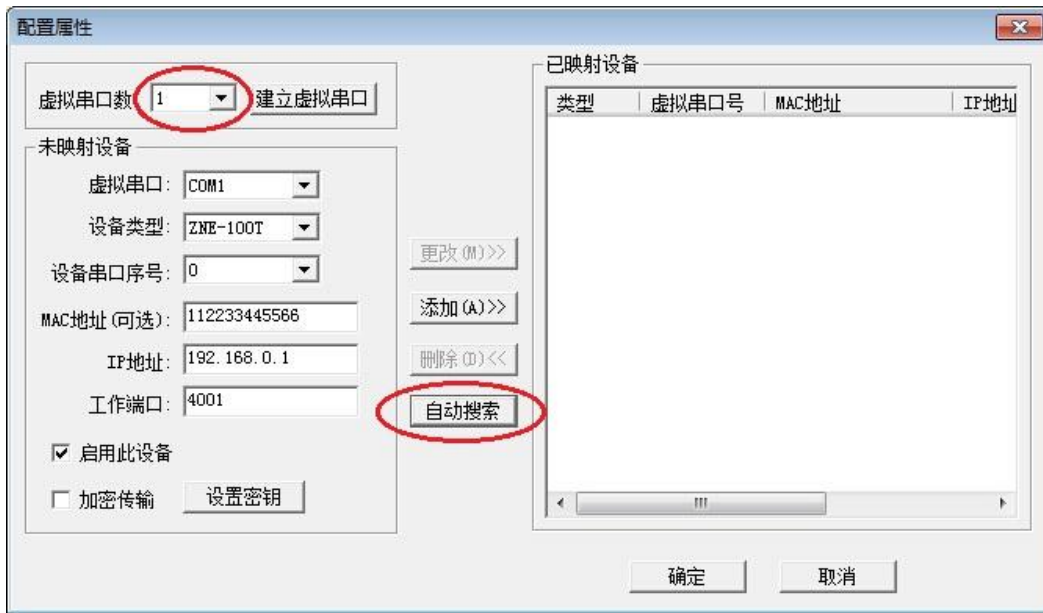 配置属性
虚拟串口数 1 建立虚拟串口
未映射设备
虚拟串口: COM1
设备类型: ZNE-100T
设备串口序号: 0
MAC地址(可选): 112233445566
IP地址: 192.168.0.1
工作端口: 4001
启用此设备
加密传输 设置密钥
更改(M)>>
添加(A)>>
删除(D)<<
自动搜索
已映射设备
类型 虚拟串口号 MAC地址 IP地址
确定 取消